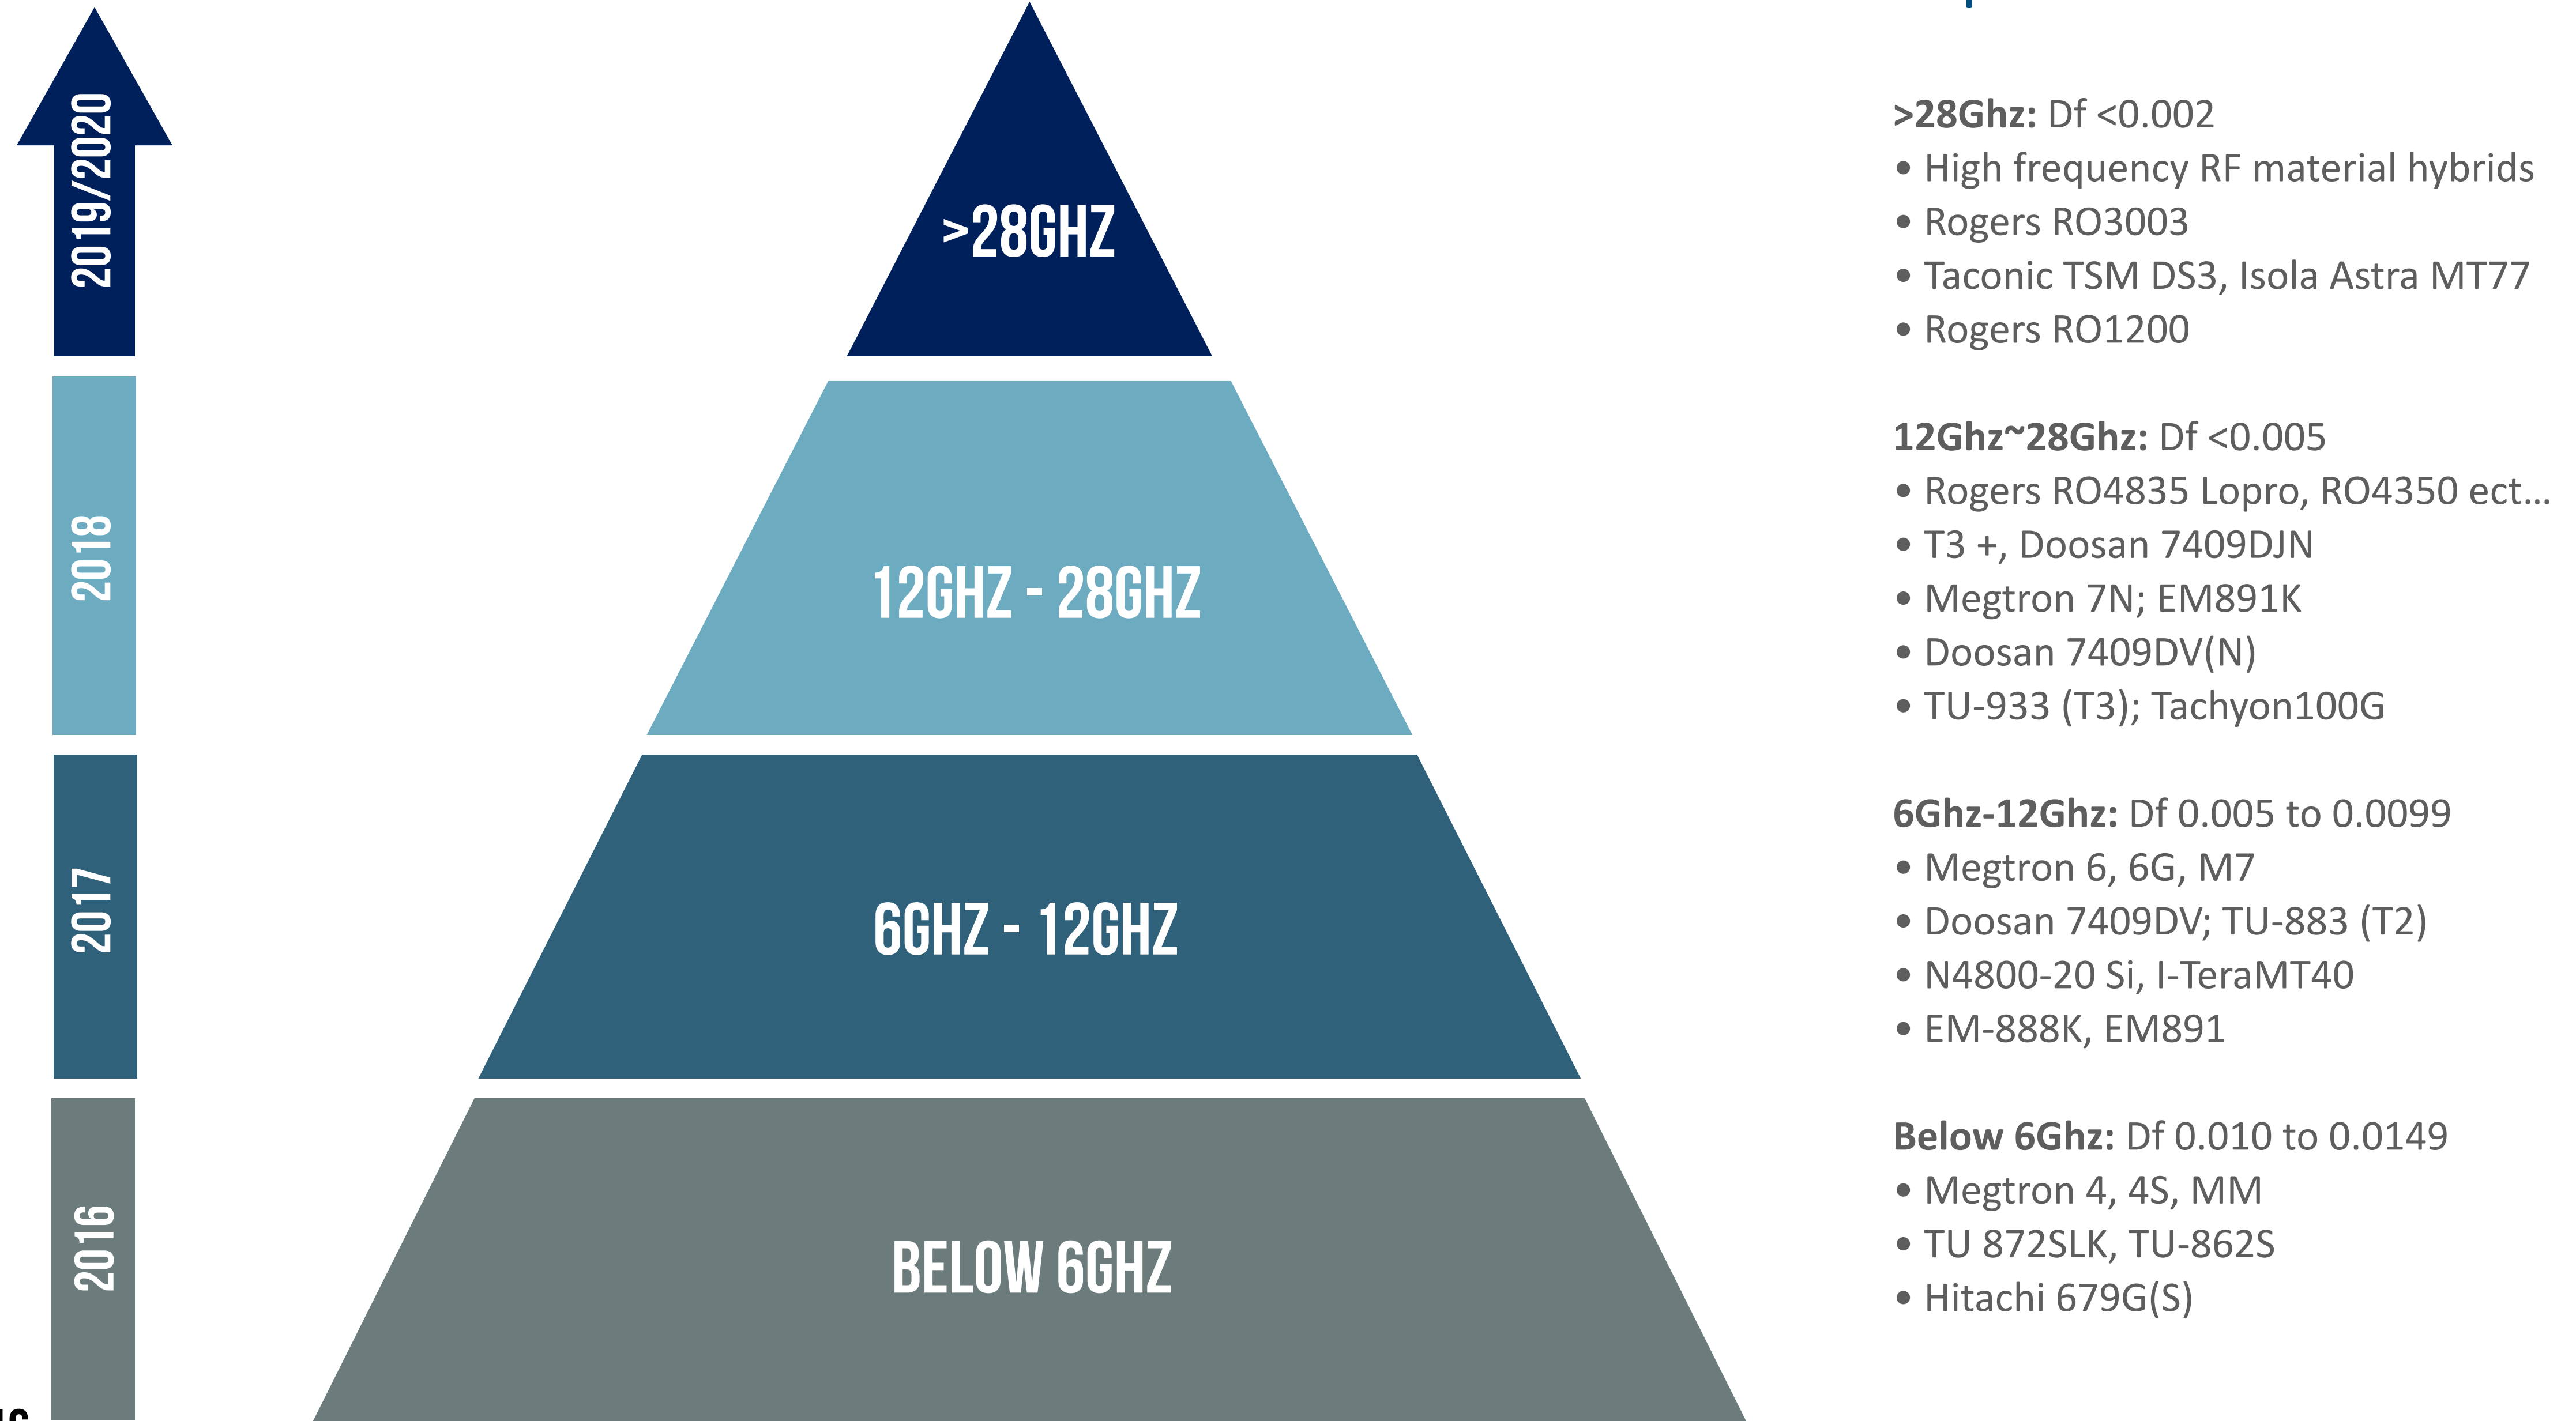 2019/2020
>28GHZ
>28Ghz: Df <0.002
• High frequency RF material hybrids
• Rogers RO3003
• Taconic TSM DS3, Isola Astra MT77
• Rogers RO1200
2018
12GHZ - 28GHZ
12Ghz~28Ghz: Df <0.005
• Rogers RO4835 Lopro, RO4350 ect...
• T3 +, Doosan 7409DJN
• Megtron 7N; EM891K
• Doosan 7409DV(N)
• TU-933 (T3); Tachyon100G
2017
6GHZ - 12GHZ
6Ghz-12Ghz: Df 0.005 to 0.0099
• Megtron 6, 6G, M7
• Doosan 7409DV; TU-883 (T2)
• N4800-20 Si, I-TeraMT40
• EM-888K, EM891
2016
BELOW 6GHZ
Below 6Ghz: Df 0.010 to 0.0149
• Megtron 4, 4S, MM
• TU 872SLK, TU-862S
• Hitachi 679G(S)